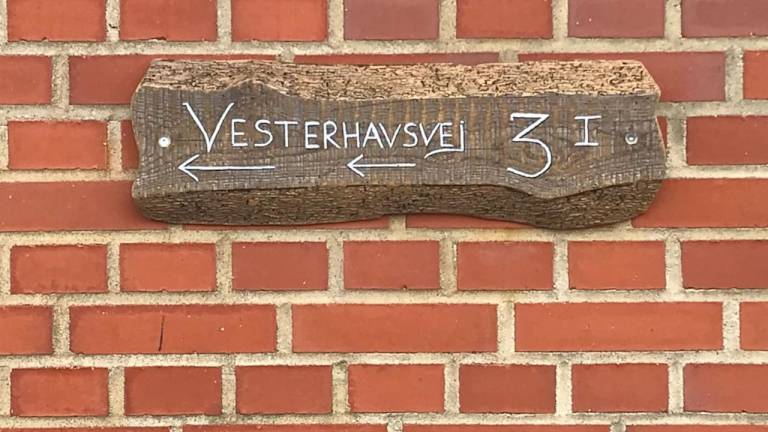 VESTERHAVSVEJ 3 I
← ←